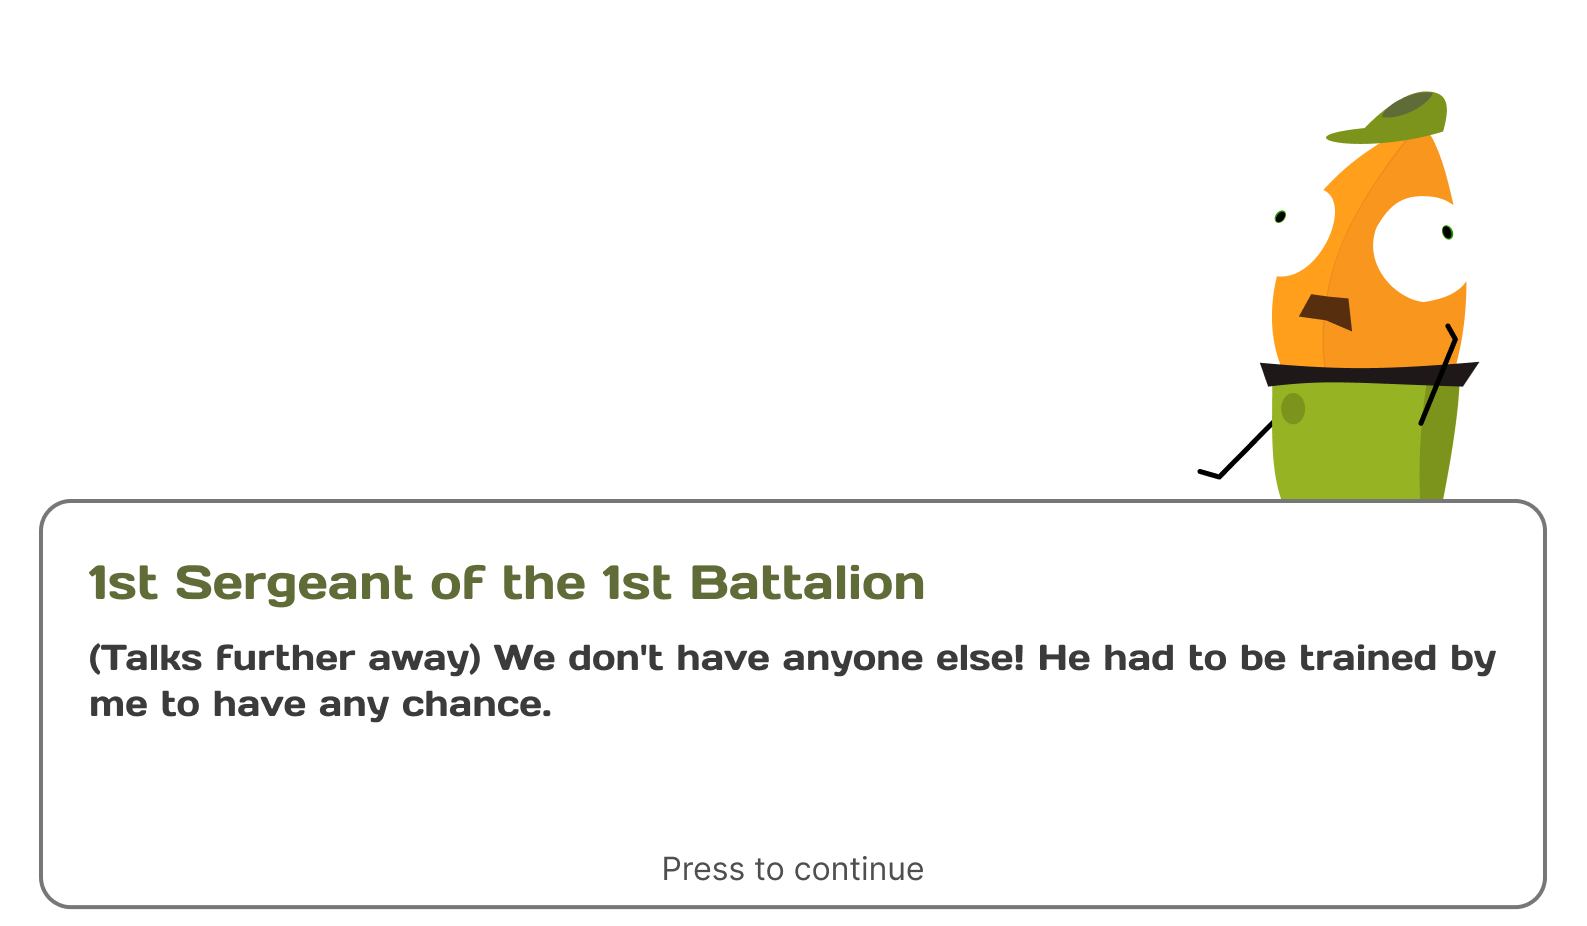 1st Sergeant of the 1st Battalion
(Talks further away) We don't have anyone else! He had to be trained by
me to have any chance.
Press to continue